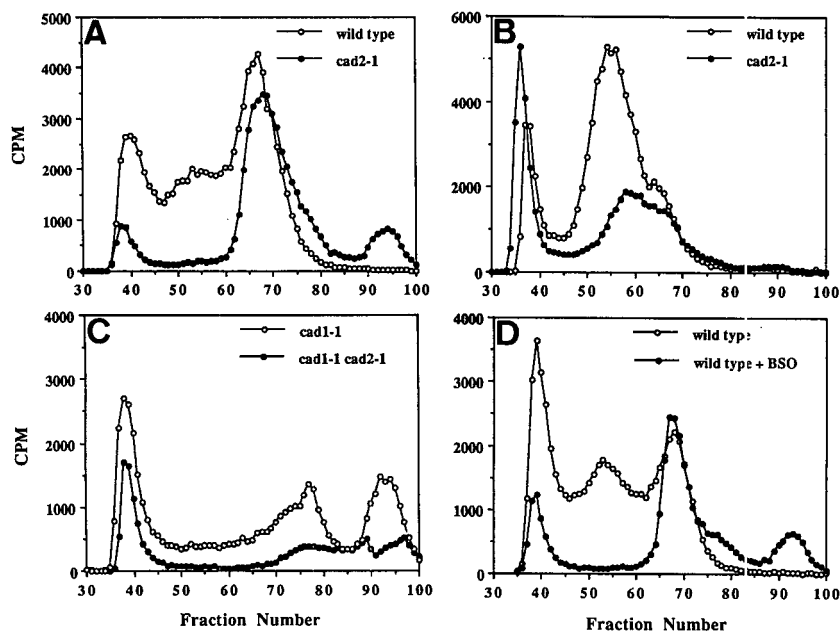 A
5000
4000
3000
2000
1000
0
30 40 50 60 70 80 90 100
wild type
cad2-1
CPM
B
6000
4000
2000
0
30 40 50 60 70 80 90 100
wild type
cad2-1
C
4000
3000
2000
1000
0
30 40 50 60 70 80 90 100
cad1-1
cad1-1 cad2-1
CPM
Fraction Number
D
4000
3000
2000
1000
0
30 40 50 60 70 80 90 100
wild type
wild type + BSO
Fraction Number